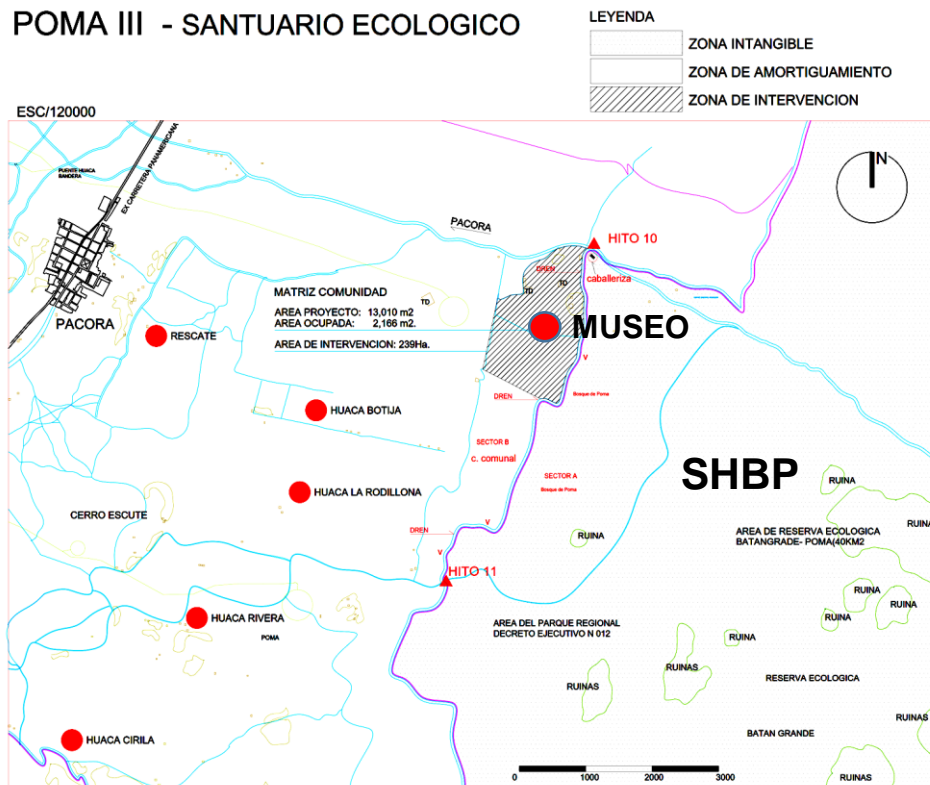 POMA III - SANTUARIO ECOLOGICO
LEYENDA
ZONA INTANGIBLE
ZONA DE AMORTIGUAMIENTO
ZONA DE INTERVENCION
ESC/120000
PUENTE HUACA
BANDERA
EX CARRETERA PANAMERICANA
N
PACORA
HITO 10
DREN
caballeriza
TD
TD
MATRIZ COMUNIDAD
TD
AREA PROYECTO: 13,010 m2
AREA OCUPADA: 2,166 m2.
AREA DE INTERVENCION: 239Ha.
PACORA
RESCATE
MUSEO
V
DREN
Bosque de Poma
HUACA BOTIJA
SECTOR B
c. comunal
SECTOR A
Bosque de Poma
SHBP
HUACA LA RODILLONA
CERRO ESCUTE
RUINA
RUINA
AREA DE RESERVA ECOLOGICA
BATANGRADE- POMA(40KM2
DREN
V
RUINA
V
HITO 11
RUINA
RUINA
RUINA
HUACA RIVERA
POMA
AREA DEL PARQUE REGIONAL
DECRETO EJECUTIVO N 012
RUINA
RUINAS
RUINAS
RESERVA ECOLOGICA
RUINAS
BATAN GRANDE
HUACA CIRILA
0 1000 2000 3000
RUINAS